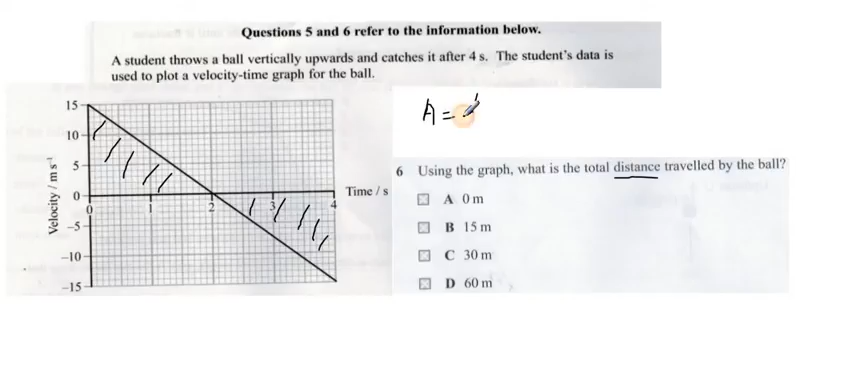 Questions 5 and 6 refer to the information below.
A student throws a ball vertically upwards and catches it after 4 s. The student's data is
used to plot a velocity-time graph for the ball.
15
10
5
0
−5
−10
−15
Velocity / m s⁻¹
0
1
2
3
4
Time / s
A =
6 Using the graph, what is the total distance travelled by the ball?
A 0 m
B 15 m
C 30 m
D 60 m